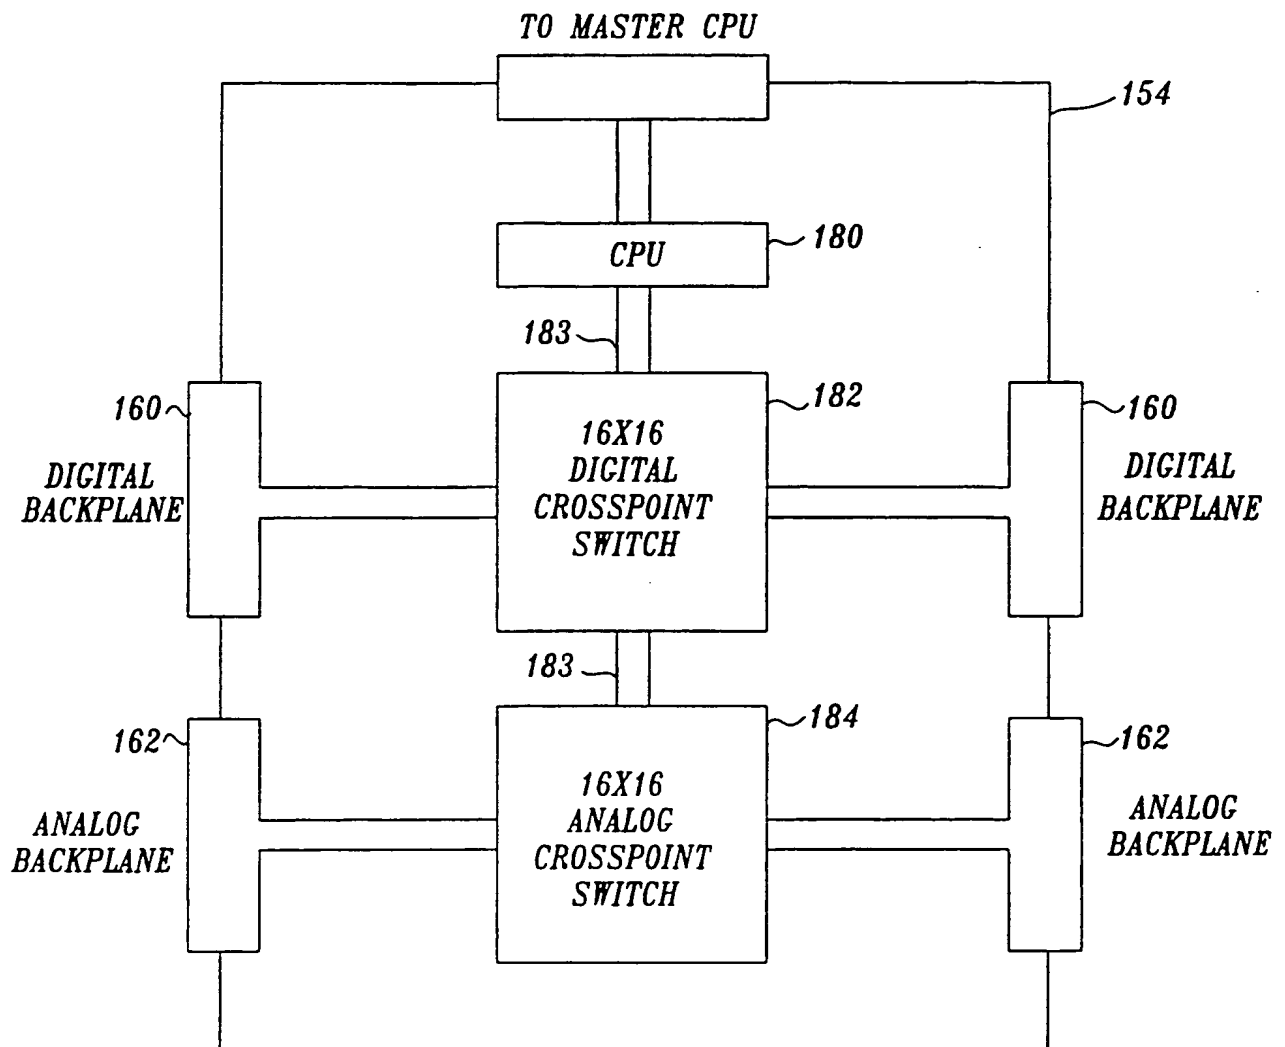 TO MASTER CPU
154
CPU
180
183
160
DIGITAL
BACKPLANE
16X16
DIGITAL
CROSSPOINT
SWITCH
182
160
DIGITAL
BACKPLANE
183
162
ANALOG
BACKPLANE
16X16
ANALOG
CROSSPOINT
SWITCH
184
162
ANALOG
BACKPLANE